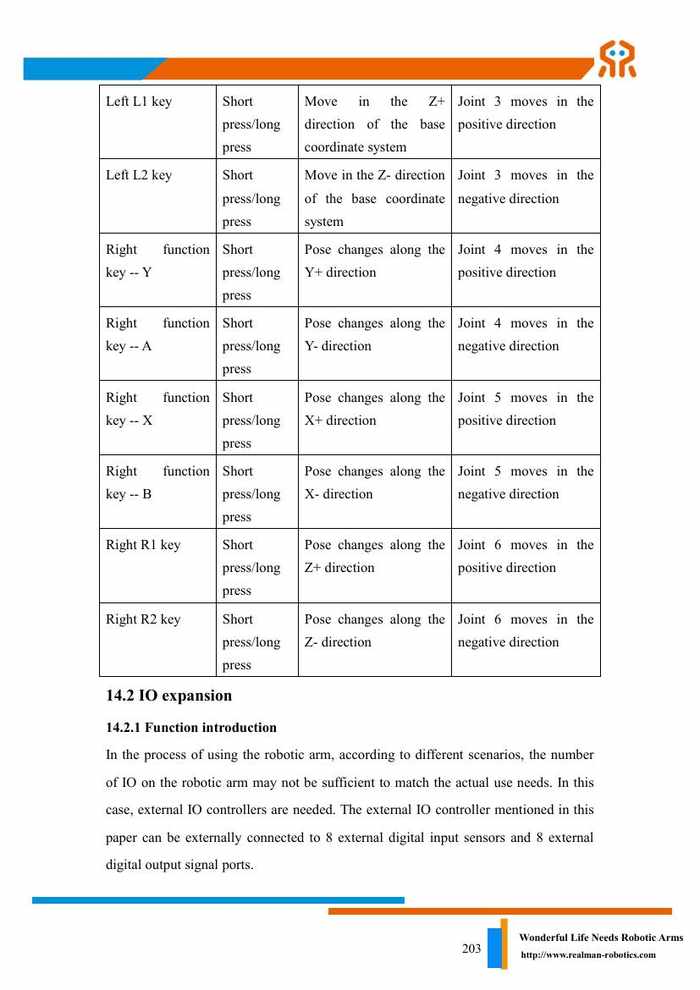 Left L1 key
Short
press/long
press
Move in the Z+
direction of the base
coordinate system
Joint 3 moves in the
positive direction
Left L2 key
Short
press/long
press
Move in the Z- direction
of the base coordinate
system
Joint 3 moves in the
negative direction
Right function
key -- Y
Short
press/long
press
Pose changes along the
Y+ direction
Joint 4 moves in the
positive direction
Right function
key -- A
Short
press/long
press
Pose changes along the
Y- direction
Joint 4 moves in the
negative direction
Right function
key -- X
Short
press/long
press
Pose changes along the
X+ direction
Joint 5 moves in the
positive direction
Right function
key -- B
Short
press/long
press
Pose changes along the
X- direction
Joint 5 moves in the
negative direction
Right R1 key
Short
press/long
press
Pose changes along the
Z+ direction
Joint 6 moves in the
positive direction
Right R2 key
Short
press/long
press
Pose changes along the
Z- direction
Joint 6 moves in the
negative direction
14.2 IO expansion
14.2.1 Function introduction
In the process of using the robotic arm, according to different scenarios, the number
of IO on the robotic arm may not be sufficient to match the actual use needs. In this
case, external IO controllers are needed. The external IO controller mentioned in this
paper can be externally connected to 8 external digital input sensors and 8 external
digital output signal ports.
203
Wonderful Life Needs Robotic Arms
http://www.realman-robotics.com